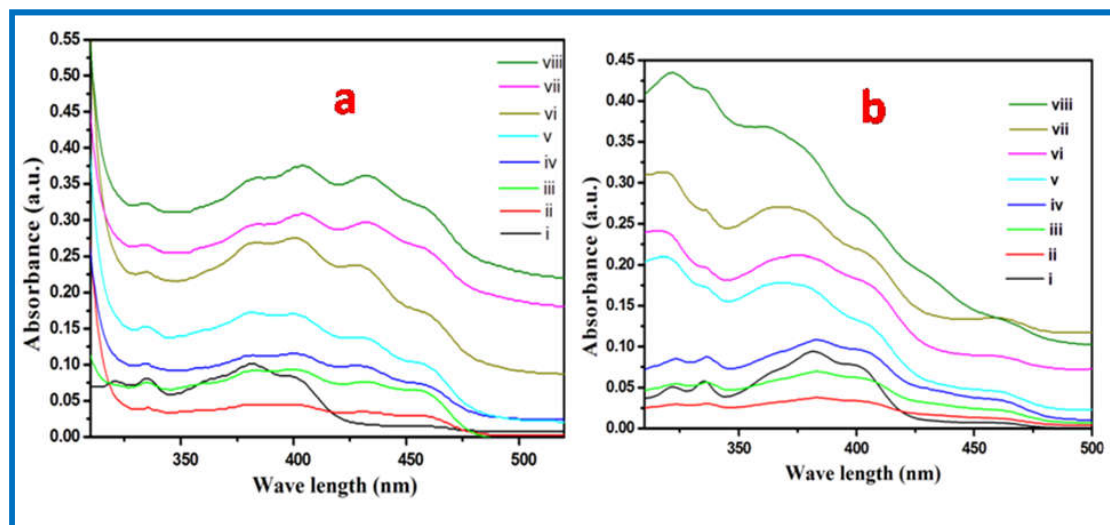 a
Absorbance (a.u.)
0.55
0.50
0.45
0.40
0.35
0.30
0.25
0.20
0.15
0.10
0.05
0.00
350
400
450
500
Wave length (nm)
viii
vii
vi
v
iv
iii
ii
i
b
Absorbance (a.u.)
0.45
0.40
0.35
0.30
0.25
0.20
0.15
0.10
0.05
0.00
350
400
450
500
Wave length (nm)
viii
vii
vi
v
iv
iii
ii
i